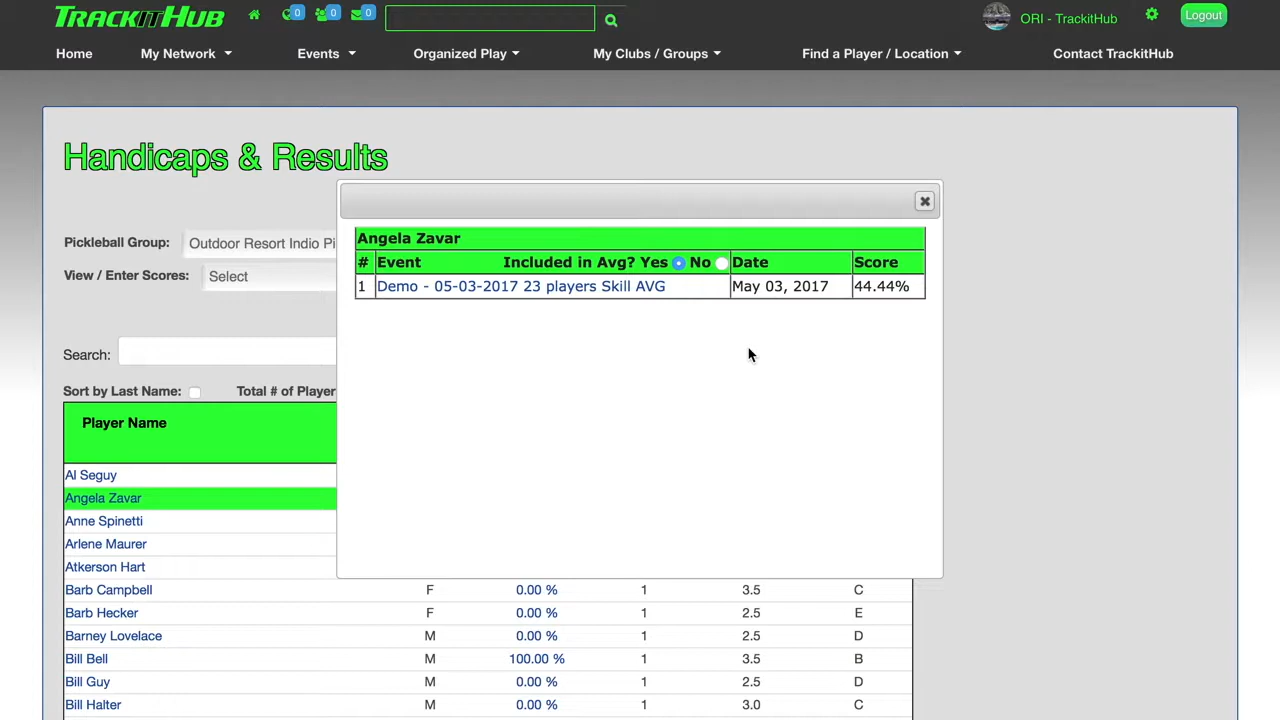 TRACKITHUB 0 0 0 ORI - TrackitHub Logout
Home My Network Events Organized Play My Clubs / Groups Find a Player / Location Contact TrackitHub
Handicaps & Results
Pickleball Group: Outdoor Resort Indio Pi
View / Enter Scores: Select
Angela Zavar
# Event Included in Avg? Yes No Date Score
1 Demo - 05-03-2017 23 players Skill AVG May 03, 2017 44.44%
Search:
Sort by Last Name: Total # of Player
Player Name
Al Seguy
Angela Zavar
Anne Spinetti
Arlene Maurer
Atkerson Hart
Barb Campbell F 0.00 % 1 3.5 C
Barb Hecker F 0.00 % 1 2.5 E
Barney Lovelace M 0.00 % 1 2.5 D
Bill Bell M 100.00 % 1 3.5 B
Bill Guy M 0.00 % 1 2.5 D
Bill Halter M 0.00 % 1 3.0 C